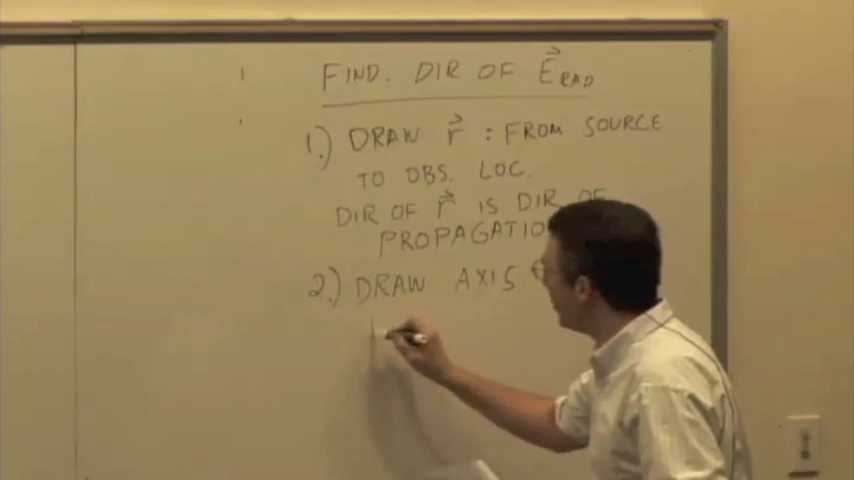 FIND. DIR OF E⃗RAD
1.) DRAW r⃗ : FROM SOURCE
TO OBS. LOC.
DIR OF r⃗ IS DIR OF
PROPAGATIO
2.) DRAW AXIS